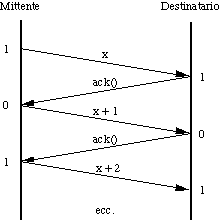 Mittente Destinatario
1 x
ack() 1
0 x + 1
ack() 0
1 x + 2
1
ecc.